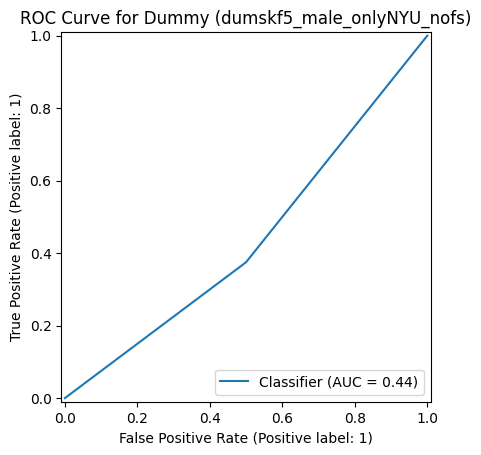 ROC Curve for Dummy (dumskf5_male_onlyNYU_nofs)
True Positive Rate (Positive label: 1)
1.0
0.8
0.6
0.4
0.2
0.0
Classifier (AUC = 0.44)
0.0 0.2 0.4 0.6 0.8 1.0
False Positive Rate (Positive label: 1)